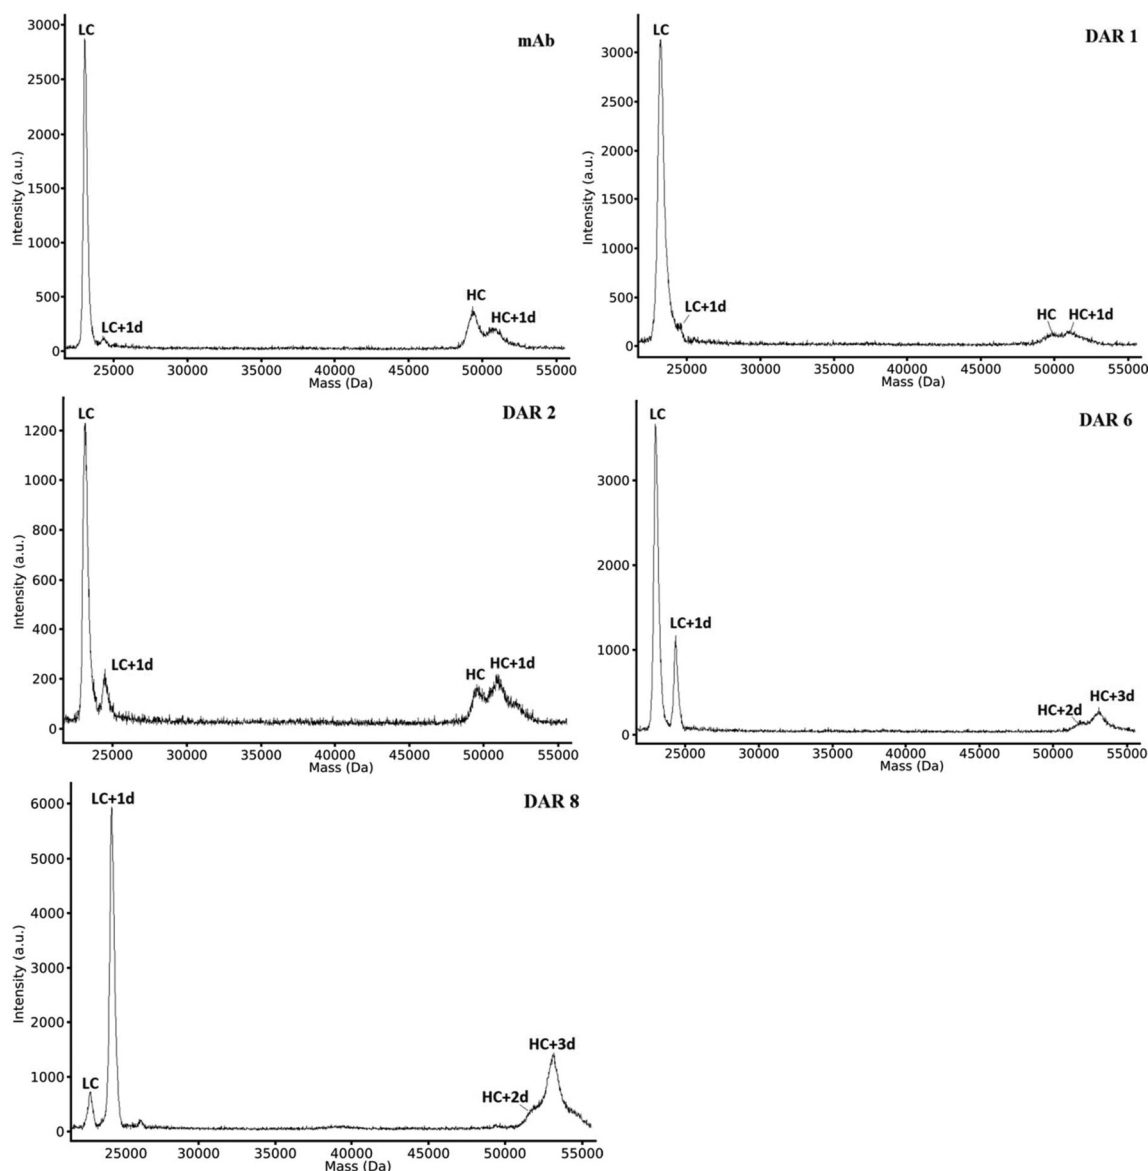 mAb
LC
LC+1d
HC
HC+1d
Intensity (a.u.)
3000
2500
2000
1500
1000
500
0
25000 30000 35000 40000 45000 50000 55000
Mass (Da)
DAR 1
LC
LC+1d
HC
HC+1d
Intensity (a.u.)
3000
2500
2000
1500
1000
500
0
25000 30000 35000 40000 45000 50000 55000
Mass (Da)
DAR 2
LC
LC+1d
HC
HC+1d
Intensity (a.u.)
1200
1000
800
600
400
200
0
25000 30000 35000 40000 45000 50000 55000
Mass (Da)
DAR 6
LC
LC+1d
HC+2d
HC+3d
Intensity (a.u.)
3000
2000
1000
0
25000 30000 35000 40000 45000 50000 55000
Mass (Da)
DAR 8
LC+1d
LC
HC+2d
HC+3d
Intensity (a.u.)
6000
5000
4000
3000
2000
1000
0
25000 30000 35000 40000 45000 50000 55000
Mass (Da)